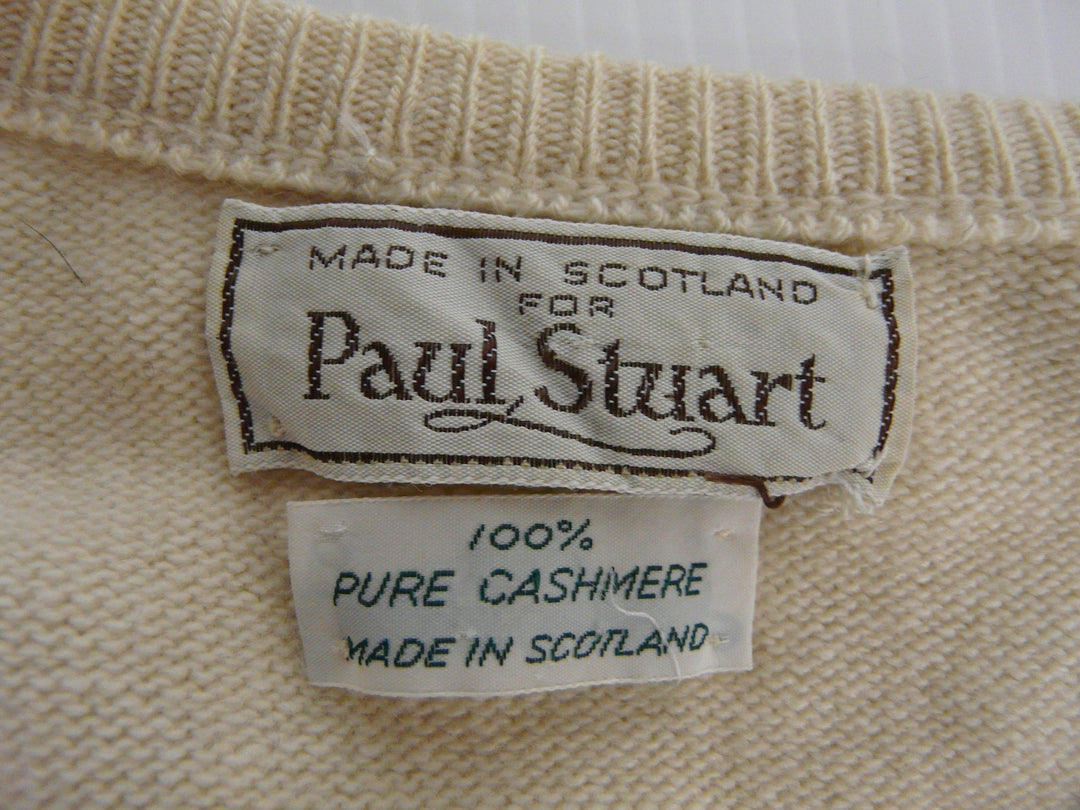 MADE IN SCOTLAND
FOR
Paul Stuart
100%
PURE CASHMERE
MADE IN SCOTLAND